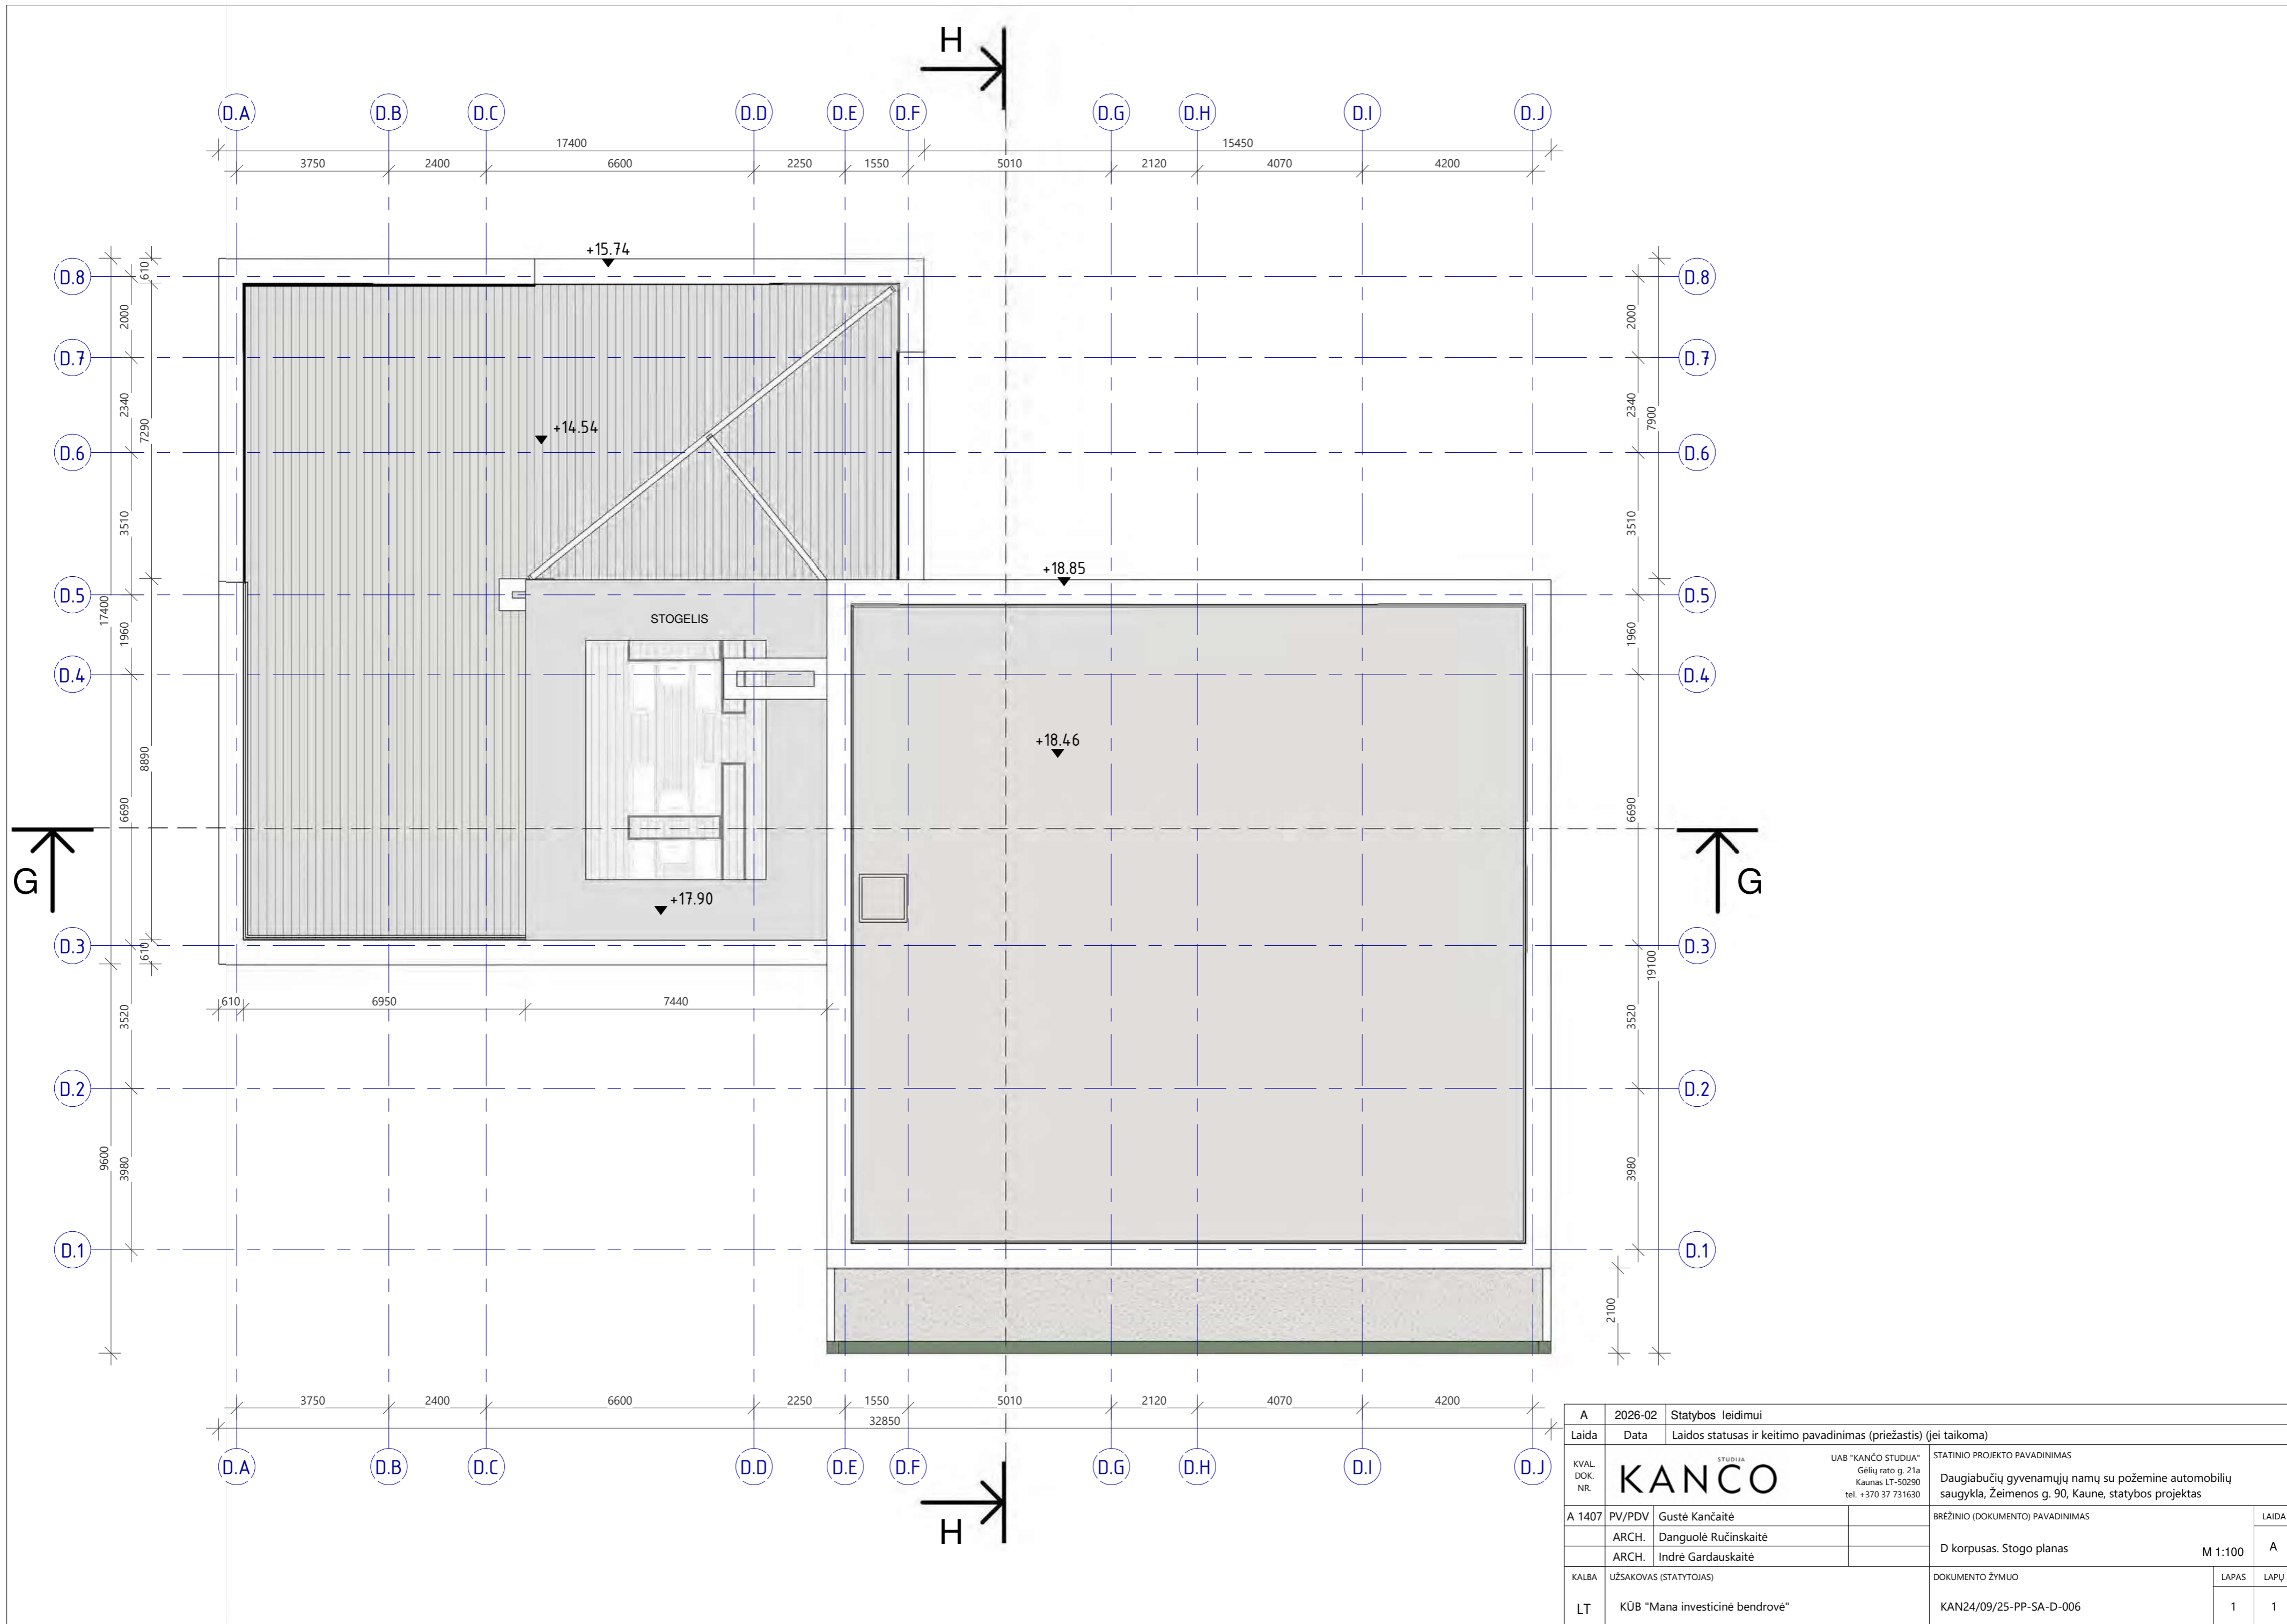 H
D.A D.B D.C D.D D.E D.F D.G D.H D.I D.J
17400 15450
3750 2400 6600 2250 1550 5010 2120 4070 4200
+15.74
D.8 D.8
610
2000 2000
D.7 D.7
2340 7290 2340 7900
+14.54
D.6 D.6
3510 3510
+18.85
D.5 D.5
17400
1960 1960
STOGELIS
D.4 D.4
+18.46
8890
6690 6690
G G
+17.90
D.3 D.3
610
19100
610 6950 7440
3520 3520
D.2 D.2
9600
3980 3980
D.1 D.1
2100
3750 2400 6600 2250 1550 5010 2120 4070 4200
32850
D.A D.B D.C D.D D.E D.F D.G D.H D.I D.J
H
A 2026-02 Statybos leidimui
Laida Data Laidos statusas ir keitimo pavadinimas (priežastis) (jei taikoma)
KVAL.
DOK.
NR.
STUDIJA
KANČO
UAB "KANČO STUDIJA"
Gėlių rato g. 21a
Kaunas LT-50290
tel. +370 37 731630
STATINIO PROJEKTO PAVADINIMAS
Daugiabučių gyvenamųjų namų su požemine automobilių
saugykla, Žeimenos g. 90, Kaune, statybos projektas
A 1407 PV/PDV Gustė Kančaitė
ARCH. Danguolė Ručinskaitė
ARCH. Indrė Gardauskaitė
BRĖŽINIO (DOKUMENTO) PAVADINIMAS LAIDA
D korpusas. Stogo planas M 1:100 A
KALBA UŽSAKOVAS (STATYTOJAS) DOKUMENTO ŽYMUO LAPAS LAPŲ
LT KŪB "Mana investicinė bendrovė" KAN24/09/25-PP-SA-D-006 1 1